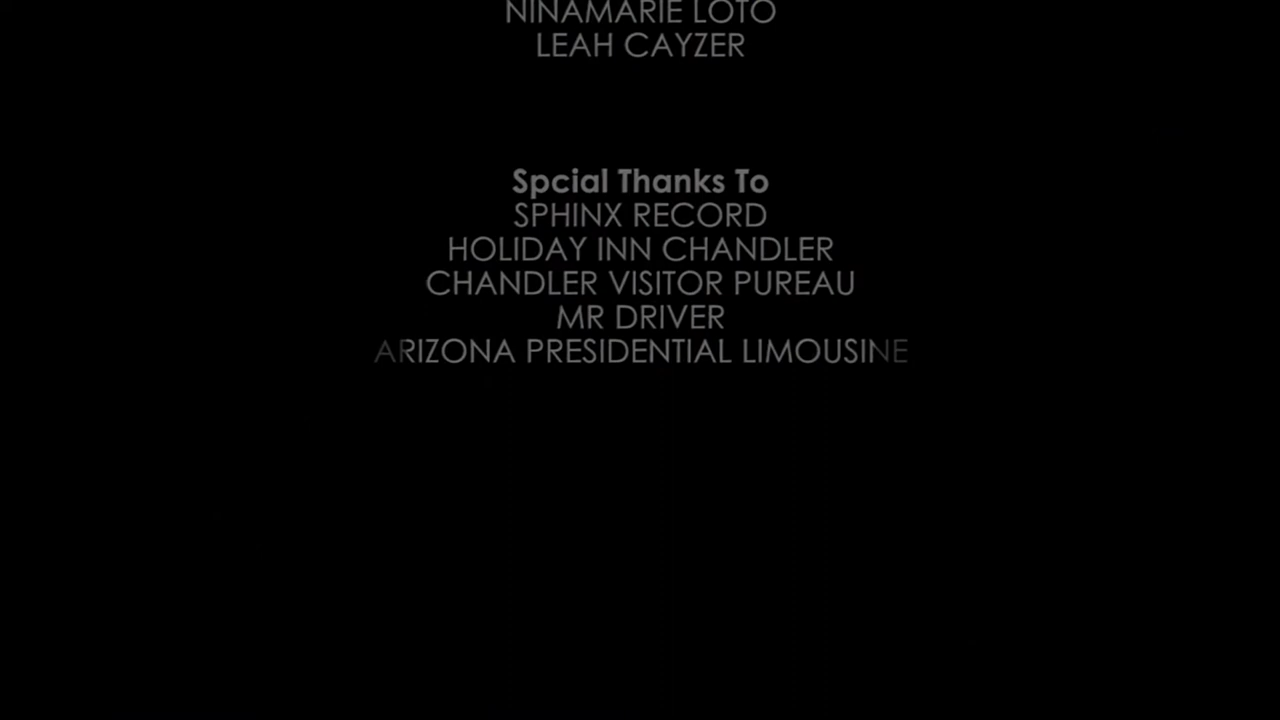 NINAMARIE LOTO
LEAH CAYZER
Spcial Thanks To
SPHINX RECORD
HOLIDAY INN CHANDLER
CHANDLER VISITOR PUREAU
MR DRIVER
ARIZONA PRESIDENTIAL LIMOUSINE